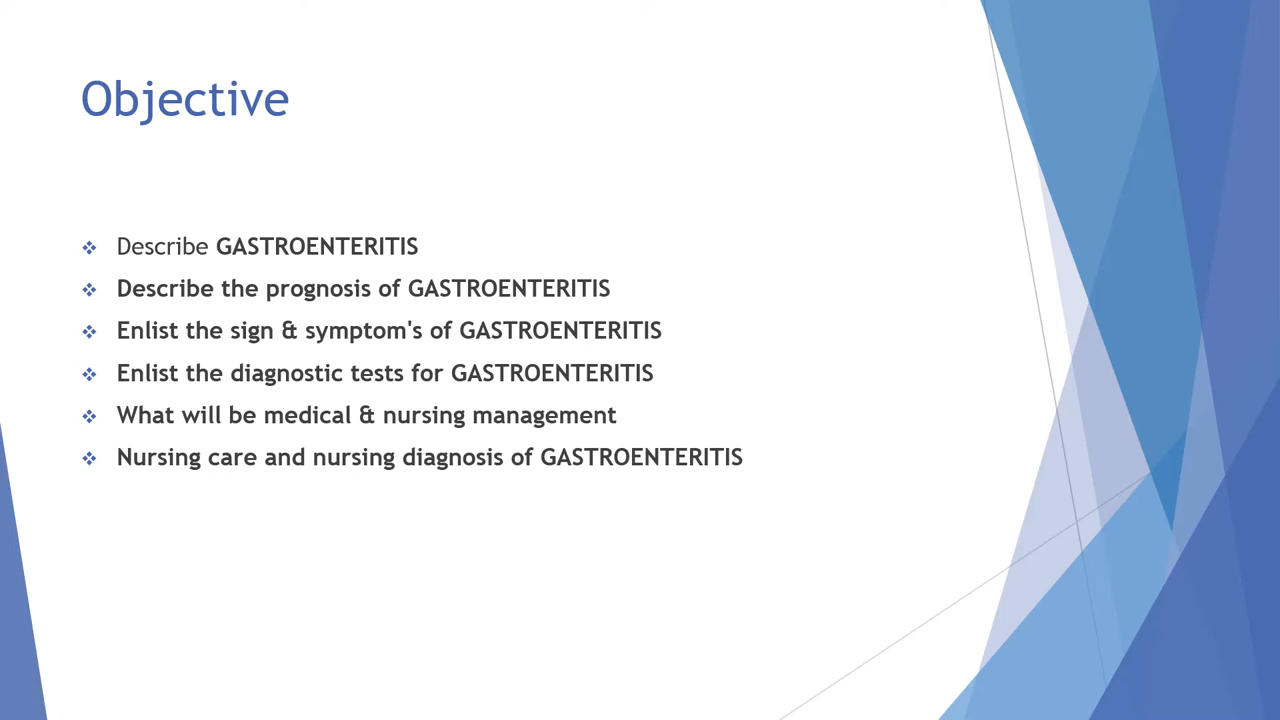 Objective
Describe GASTROENTERITIS
Describe the prognosis of GASTROENTERITIS
Enlist the sign & symptom's of GASTROENTERITIS
Enlist the diagnostic tests for GASTROENTERITIS
What will be medical & nursing management
Nursing care and nursing diagnosis of GASTROENTERITIS